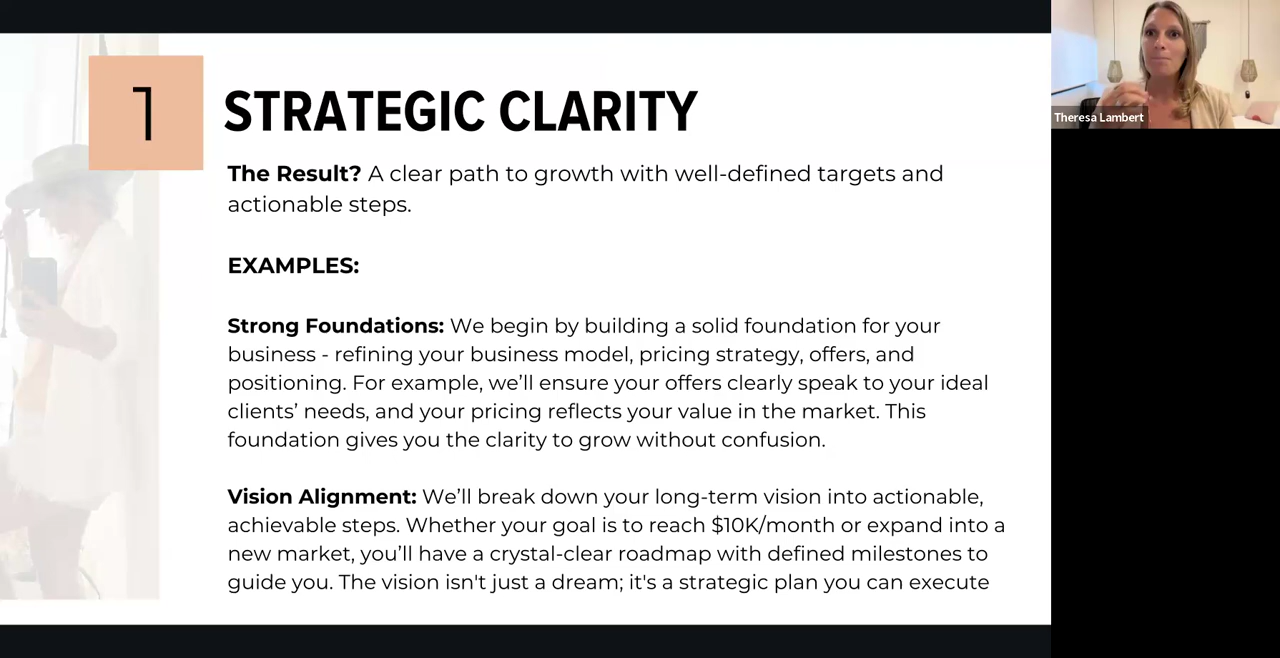 1
STRATEGIC CLARITY
The Result? A clear path to growth with well-defined targets and
actionable steps.
EXAMPLES:
Strong Foundations: We begin by building a solid foundation for your
business - refining your business model, pricing strategy, offers, and
positioning. For example, we’ll ensure your offers clearly speak to your ideal
clients’ needs, and your pricing reflects your value in the market. This
foundation gives you the clarity to grow without confusion.
Vision Alignment: We’ll break down your long-term vision into actionable,
achievable steps. Whether your goal is to reach $10K/month or expand into a
new market, you’ll have a crystal-clear roadmap with defined milestones to
guide you. The vision isn't just a dream; it's a strategic plan you can execute
Theresa Lambert